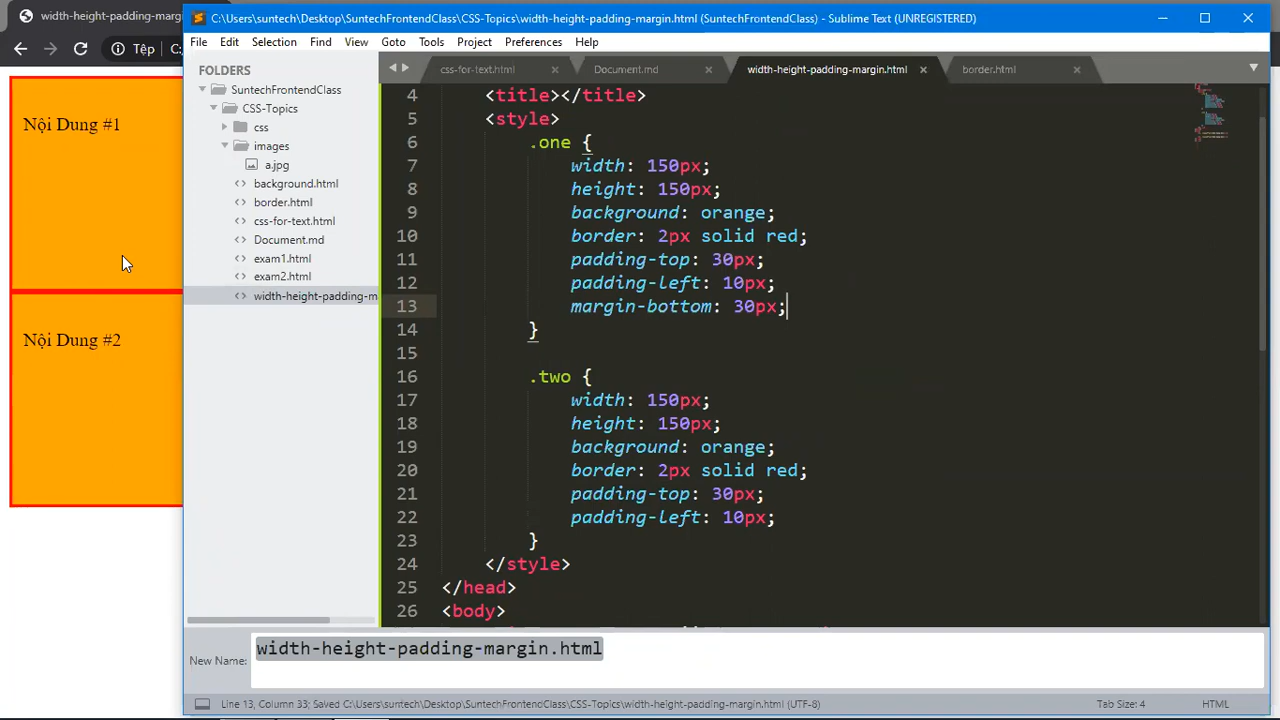 width-height-padding-margin.html
C:\Users\suntech\Desktop\SuntechFrontendClass\CSS-Topics\width-height-padding-margin.html (SuntechFrontendClass) - Sublime Text (UNREGISTERED)
Tệp
C:
File Edit Selection Find View Goto Tools Project Preferences Help
FOLDERS
SuntechFrontendClass
CSS-Topics
css
images
a.jpg
background.html
border.html
css-for-text.html
Document.md
exam1.html
exam2.html
width-height-padding-m
css-for-text.html Document.md width-height-padding-margin.html border.html
4 <title></title>
5 <style>
6 .one {
7 width: 150px;
8 height: 150px;
9 background: orange;
10 border: 2px solid red;
11 padding-top: 30px;
12 padding-left: 10px;
13 margin-bottom: 30px;
14 }
15
16 .two {
17 width: 150px;
18 height: 150px;
19 background: orange;
20 border: 2px solid red;
21 padding-top: 30px;
22 padding-left: 10px;
23 }
24 </style>
25 </head>
26 <body>
Nội Dung #1
Nội Dung #2
New Name: width-height-padding-margin.html
Line 13, Column 33; Saved C:\Users\suntech\Desktop\SuntechFrontendClass\CSS-Topics\width-height-padding-margin.html (UTF-8)
Tab Size: 4
HTML